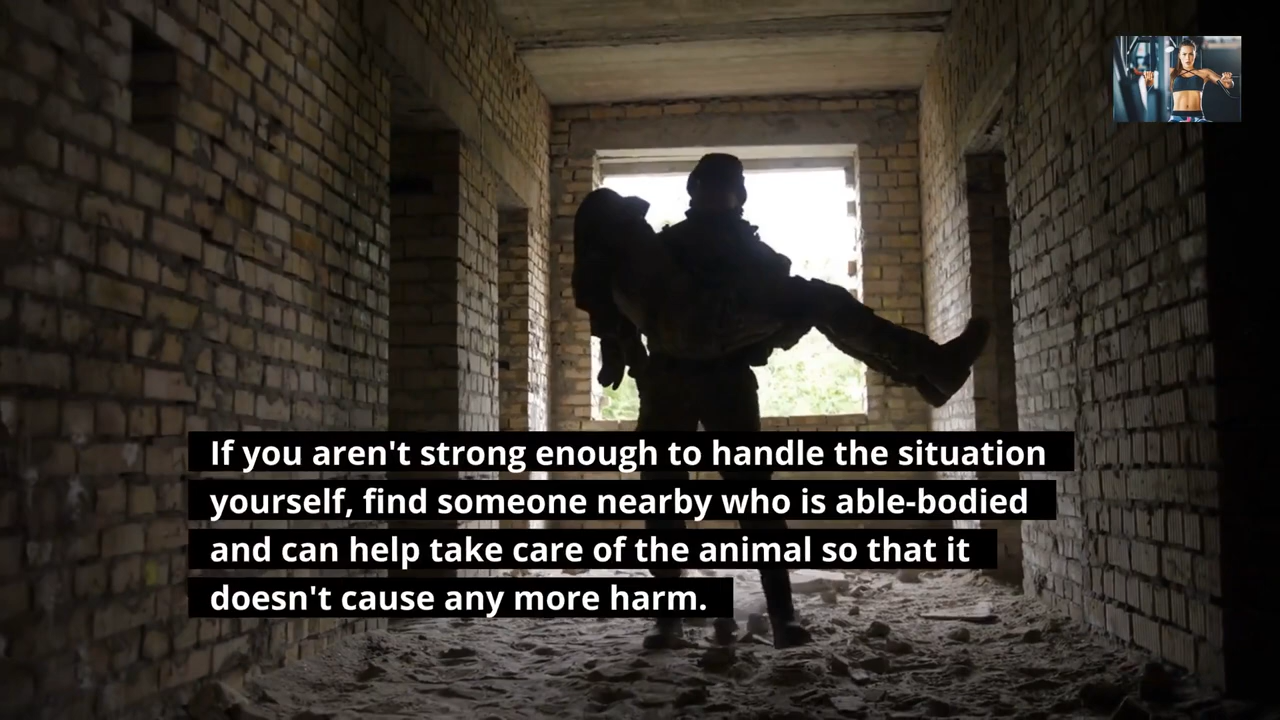 If you aren't strong enough to handle the situation
yourself, find someone nearby who is able-bodied
and can help take care of the animal so that it
doesn't cause any more harm.